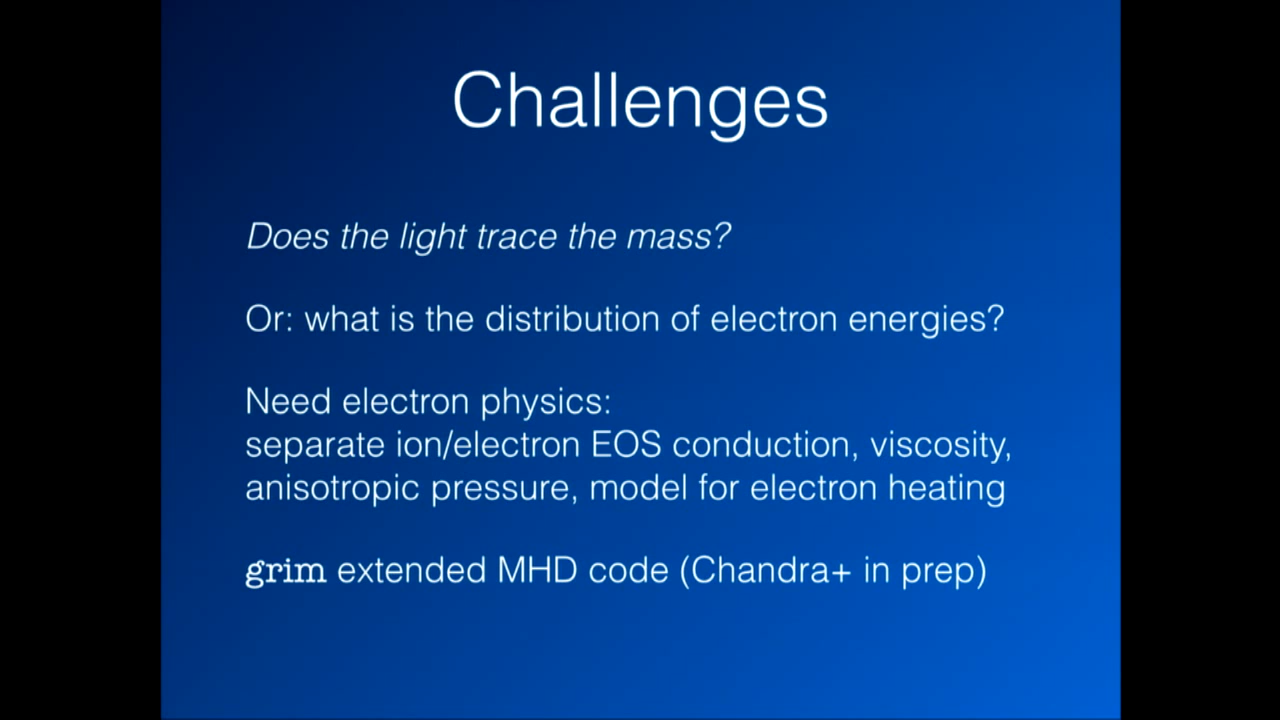 Challenges
Does the light trace the mass?
Or: what is the distribution of electron energies?
Need electron physics:
separate ion/electron EOS conduction, viscosity,
anisotropic pressure, model for electron heating
grim extended MHD code (Chandra+ in prep)